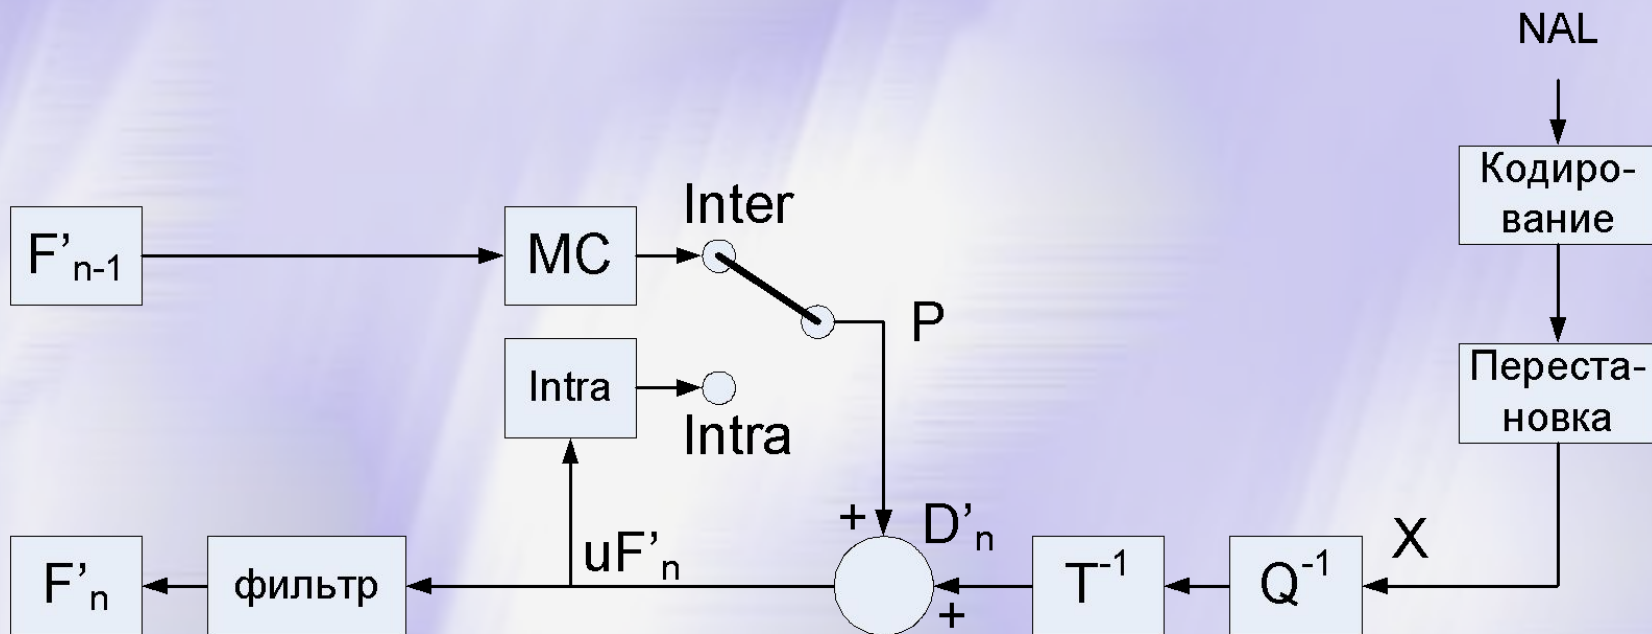 NAL
Кодиро-
вание
Inter
F’n-1
MC
P
Переста-
новка
Intra
Intra
+
D’n
X
uF’n
F’n
фильтр
T-1
Q-1
+